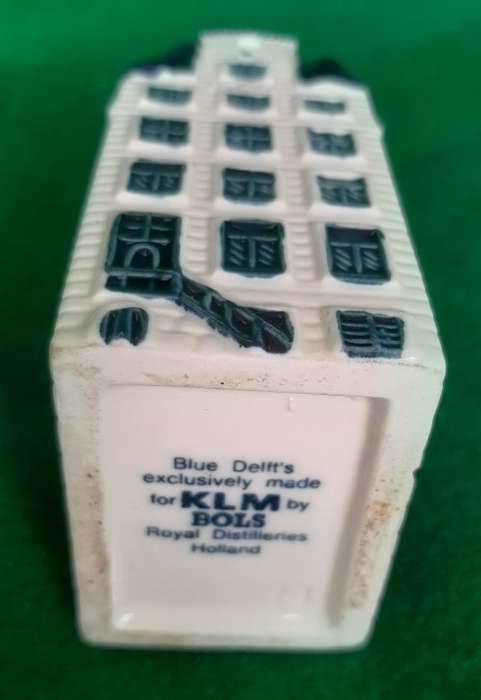 Blue Delft's
exclusively made
for KLM by
BOLS
Royal Distilleries
Holland